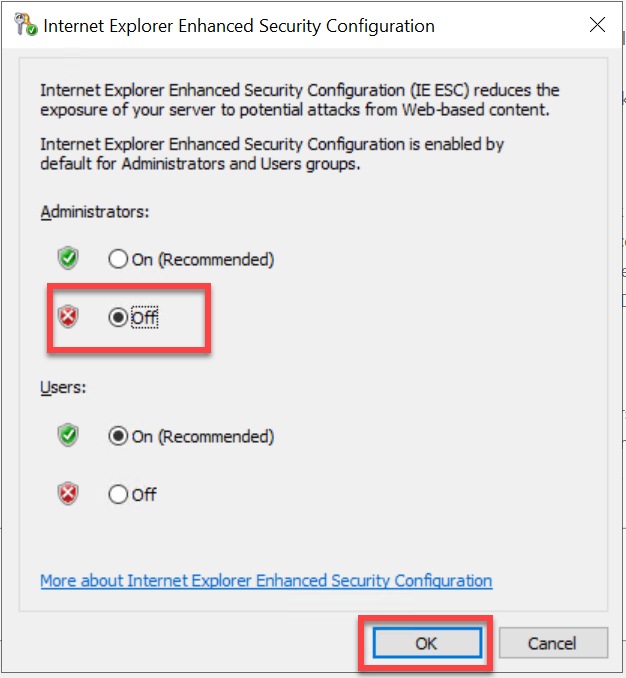 Internet Explorer Enhanced Security Configuration
Internet Explorer Enhanced Security Configuration (IE ESC) reduces the
exposure of your server to potential attacks from Web-based content.
Internet Explorer Enhanced Security Configuration is enabled by
default for Administrators and Users groups.
Administrators:
On (Recommended)
Off
Users:
On (Recommended)
Off
More about Internet Explorer Enhanced Security Configuration
OK
Cancel